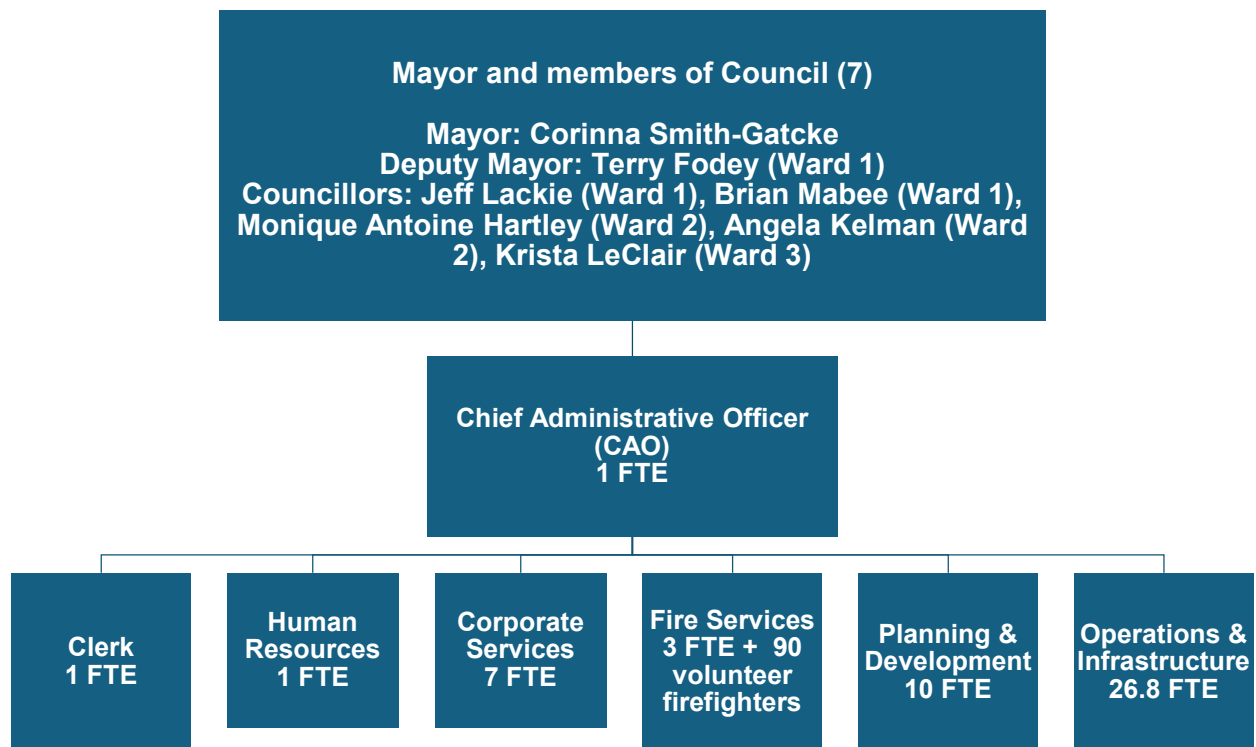 Mayor and members of Council (7)
Mayor: Corinna Smith-Gatcke
Deputy Mayor: Terry Fodey (Ward 1)
Councillors: Jeff Lackie (Ward 1), Brian Mabee (Ward 1),
Monique Antoine Hartley (Ward 2), Angela Kelman (Ward
2), Krista LeClair (Ward 3)
Chief Administrative Officer
(CAO)
1 FTE
Clerk
1 FTE
Human
Resources
1 FTE
Corporate
Services
7 FTE
Fire Services
3 FTE + 90
volunteer
firefighters
Planning &
Development
10 FTE
Operations &
Infrastructure
26.8 FTE